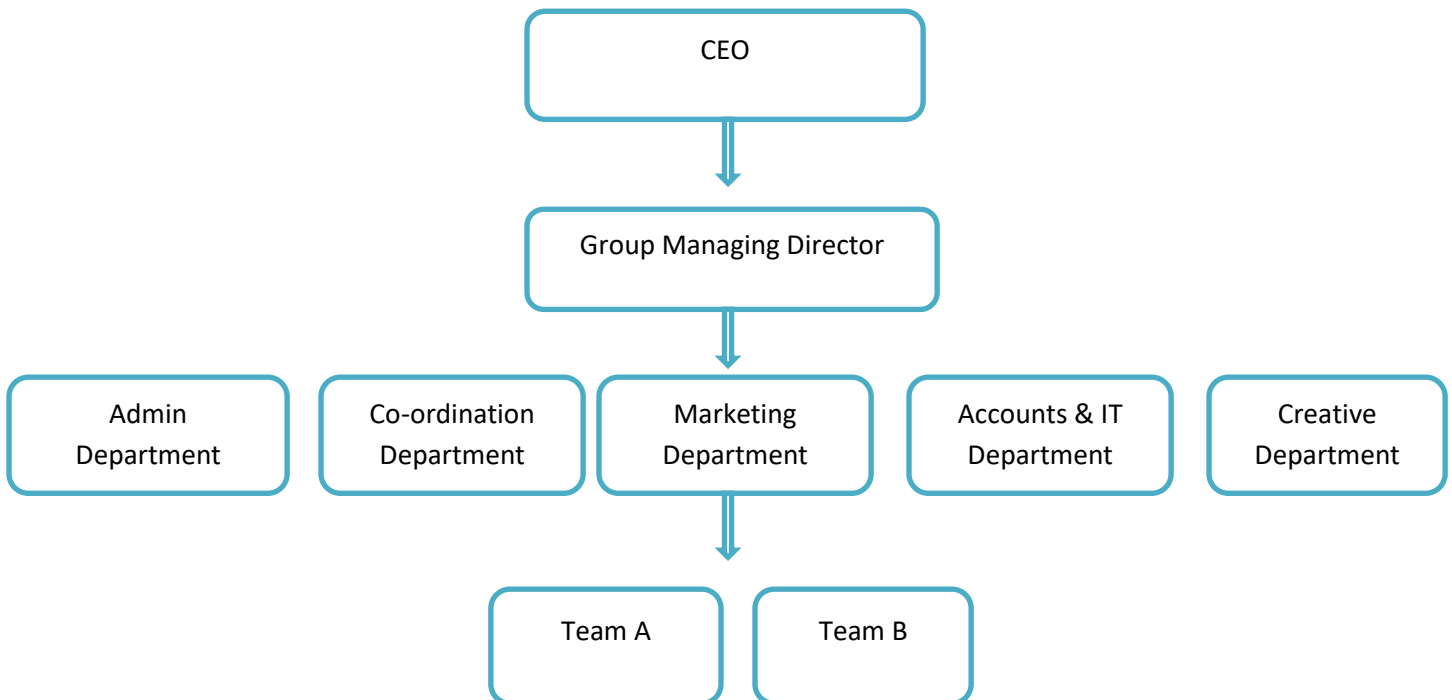 CEO
Group Managing Director
Admin
Department
Co-ordination
Department
Marketing
Department
Accounts & IT
Department
Creative
Department
Team A
Team B